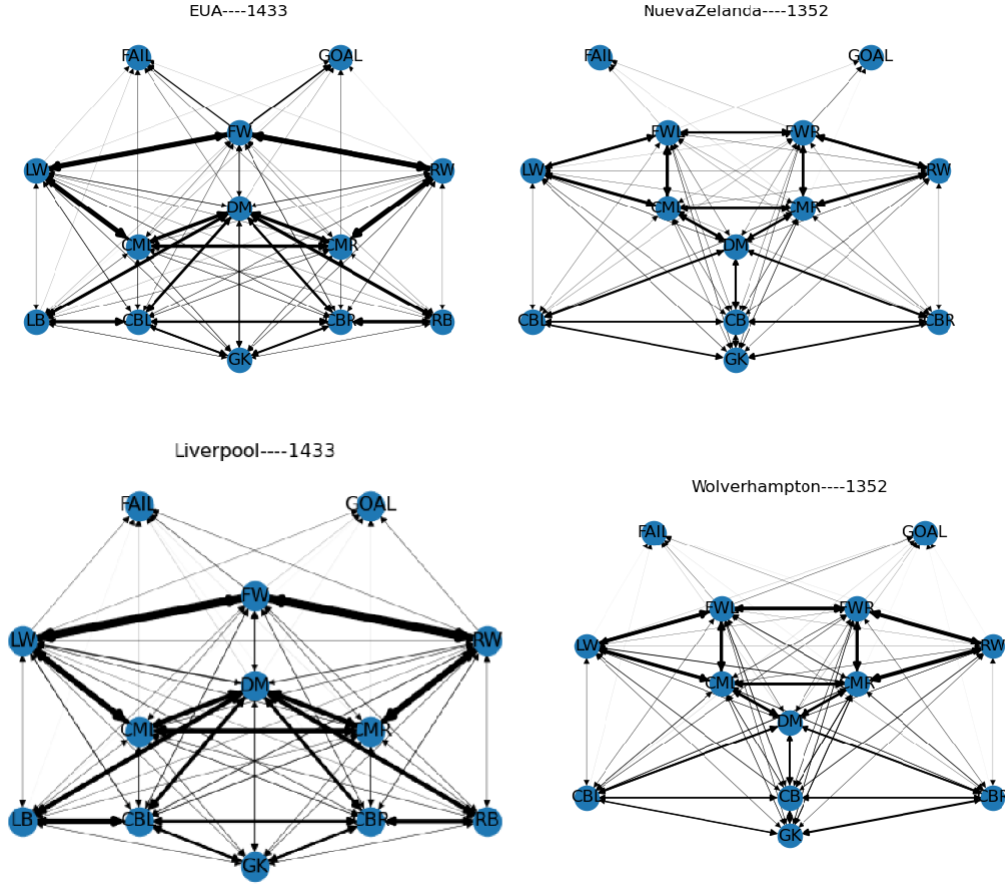 EUA----1433
FAIL GOAL
FW
LW RW
DM
CML CMR
LB CBL CBR RB
GK
NuevaZelanda----1352
FAIL GOAL
FWL FWR
LW RW
CML CMR
DM
CBL CB CBR
GK
Liverpool----1433
FAIL GOAL
FW
LW RW
DM
CML CMR
LB CBL CBR RB
GK
Wolverhampton----1352
FAIL GOAL
FWL FWR
LW RW
CML CMR
DM
CBL CB CBR
GK